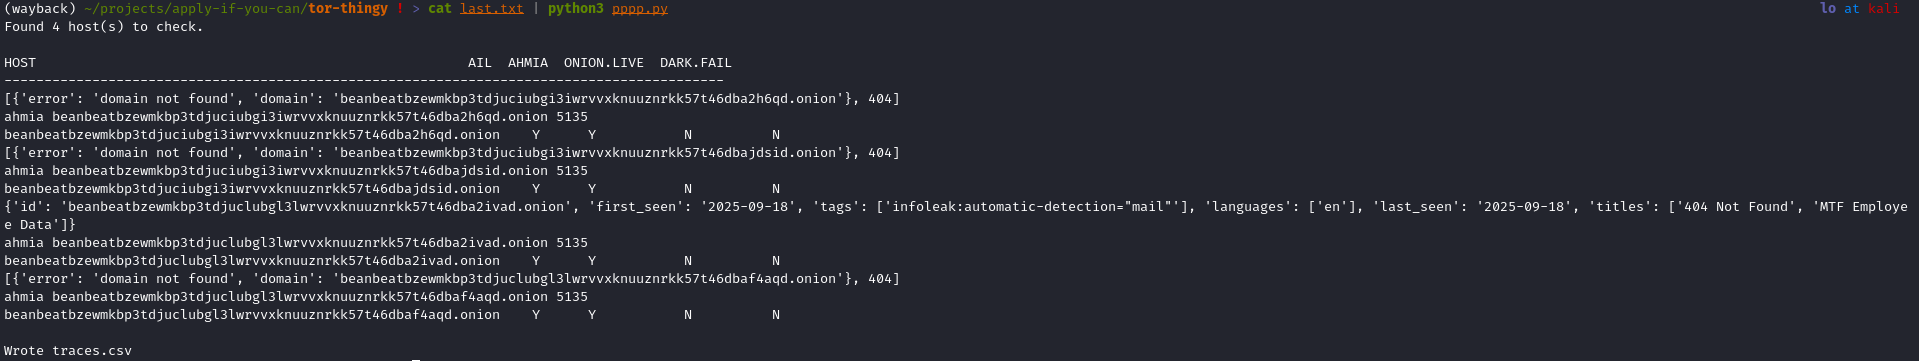 (wayback) ~/projects/apply-if-you-can/tor-thingy ! > cat last.txt | python3 pppp.py lo at kali
Found 4 host(s) to check.
HOST AIL AHMIA ONION.LIVE DARK.FAIL
------------------------------------------------------------------------------------------
[{'error': 'domain not found', 'domain': 'beanbeatbzewmkbp3tdjuciubgi3iwrvvxknuuznrkk57t46dba2h6qd.onion'}, 404]
ahmia beanbeatbzewmkbp3tdjuciubgi3iwrvvxknuuznrkk57t46dba2h6qd.onion 5135
beanbeatbzewmkbp3tdjuciubgi3iwrvvxknuuznrkk57t46dba2h6qd.onion Y Y N N
[{'error': 'domain not found', 'domain': 'beanbeatbzewmkbp3tdjuciubgi3iwrvvxknuuznrkk57t46dbajdsid.onion'}, 404]
ahmia beanbeatbzewmkbp3tdjuciubgi3iwrvvxknuuznrkk57t46dbajdsid.onion 5135
beanbeatbzewmkbp3tdjuciubgi3iwrvvxknuuznrkk57t46dbajdsid.onion Y Y N N
{'id': 'beanbeatbzewmkbp3tdjuclubgl3lwrvvxknuuznrkk57t46dba2ivad.onion', 'first_seen': '2025-09-18', 'tags': ['infoleak:automatic-detection="mail"'], 'languages': ['en'], 'last_seen': '2025-09-18', 'titles': ['404 Not Found', 'MTF Employe
e Data']}
ahmia beanbeatbzewmkbp3tdjuclubgl3lwrvvxknuuznrkk57t46dba2ivad.onion 5135
beanbeatbzewmkbp3tdjuclubgl3lwrvvxknuuznrkk57t46dba2ivad.onion Y Y N N
[{'error': 'domain not found', 'domain': 'beanbeatbzewmkbp3tdjuclubgl3lwrvvxknuuznrkk57t46dbaf4aqd.onion'}, 404]
ahmia beanbeatbzewmkbp3tdjuclubgl3lwrvvxknuuznrkk57t46dbaf4aqd.onion 5135
beanbeatbzewmkbp3tdjuclubgl3lwrvvxknuuznrkk57t46dbaf4aqd.onion Y Y N N
Wrote traces.csv